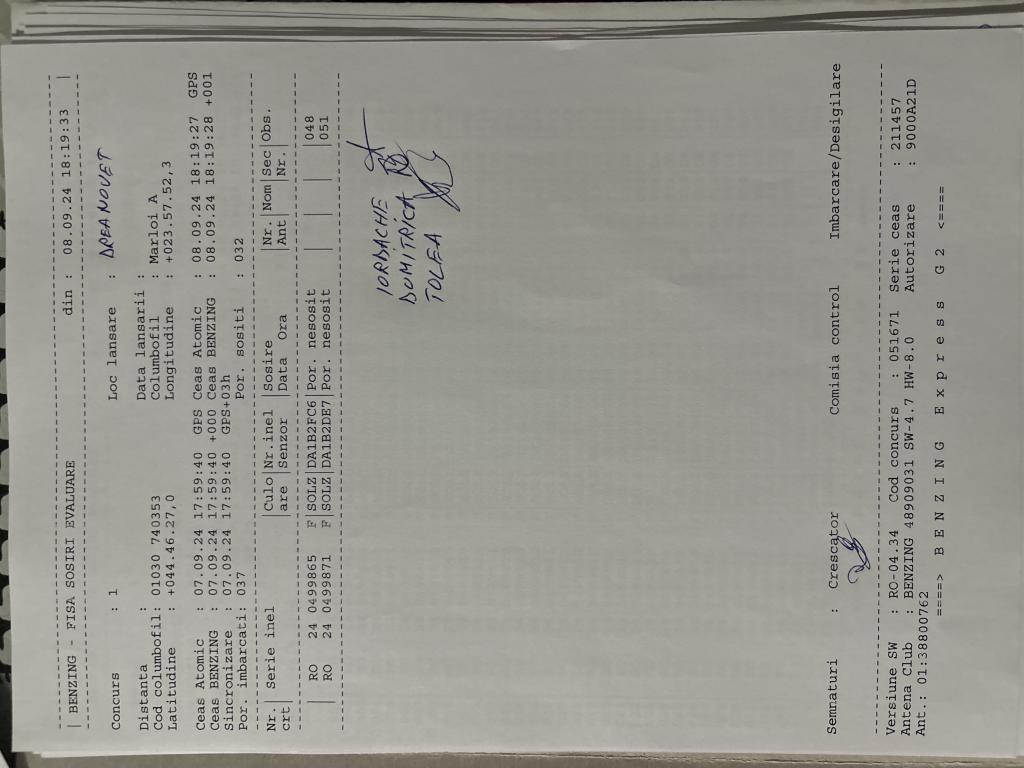 | BENZING - FISA SOSIRI EVALUARE din : 08.09.24 18:19:33 |
Concurs : 1 Loc lansare : DREANOVET
Distanta : Data lansarii :
Cod columbofil: 01030 740353 Columbofil : Marloi A
Latitudine : +044.46.27,0 Longitudine : +023.57.52,3
Ceas Atomic : 07.09.24 17:59:40 GPS Ceas Atomic : 08.09.24 18:19:27 GPS
Ceas BENZING : 07.09.24 17:59:40 +000 Ceas BENZING : 08.09.24 18:19:28 +001
Sincronizare : 07.09.24 17:59:40 GPS+03h
Por. imbarcati: 037 Por. sositi : 032
Nr.| Serie inel |Culo|Nr.inel |Sosire Nr.|Nom|Sec|Obs.
crt| |are |Senzor |Data Ora Ant| |Nr.|
| RO 24 0499865 F|SOLZ|DA1B2FC6|Por. nesosit | | | |048
| RO 24 0499871 F|SOLZ|DA1B2DE7|Por. nesosit | | | |051
IORDACHE
DOMITRICA
TOLEA
Semnaturi : Crescator Comisia control Imbarcare/Desigilare
Versiune SW : RO-04.34 Cod concurs : 051671 Serie ceas : 211457
Antena Club : BENZING 48909031 SW-4.7 HW-8.0 Autorizare : 9000A21D
Ant.: 01:38800762
====> B E N Z I N G E x p r e s s G 2 <====